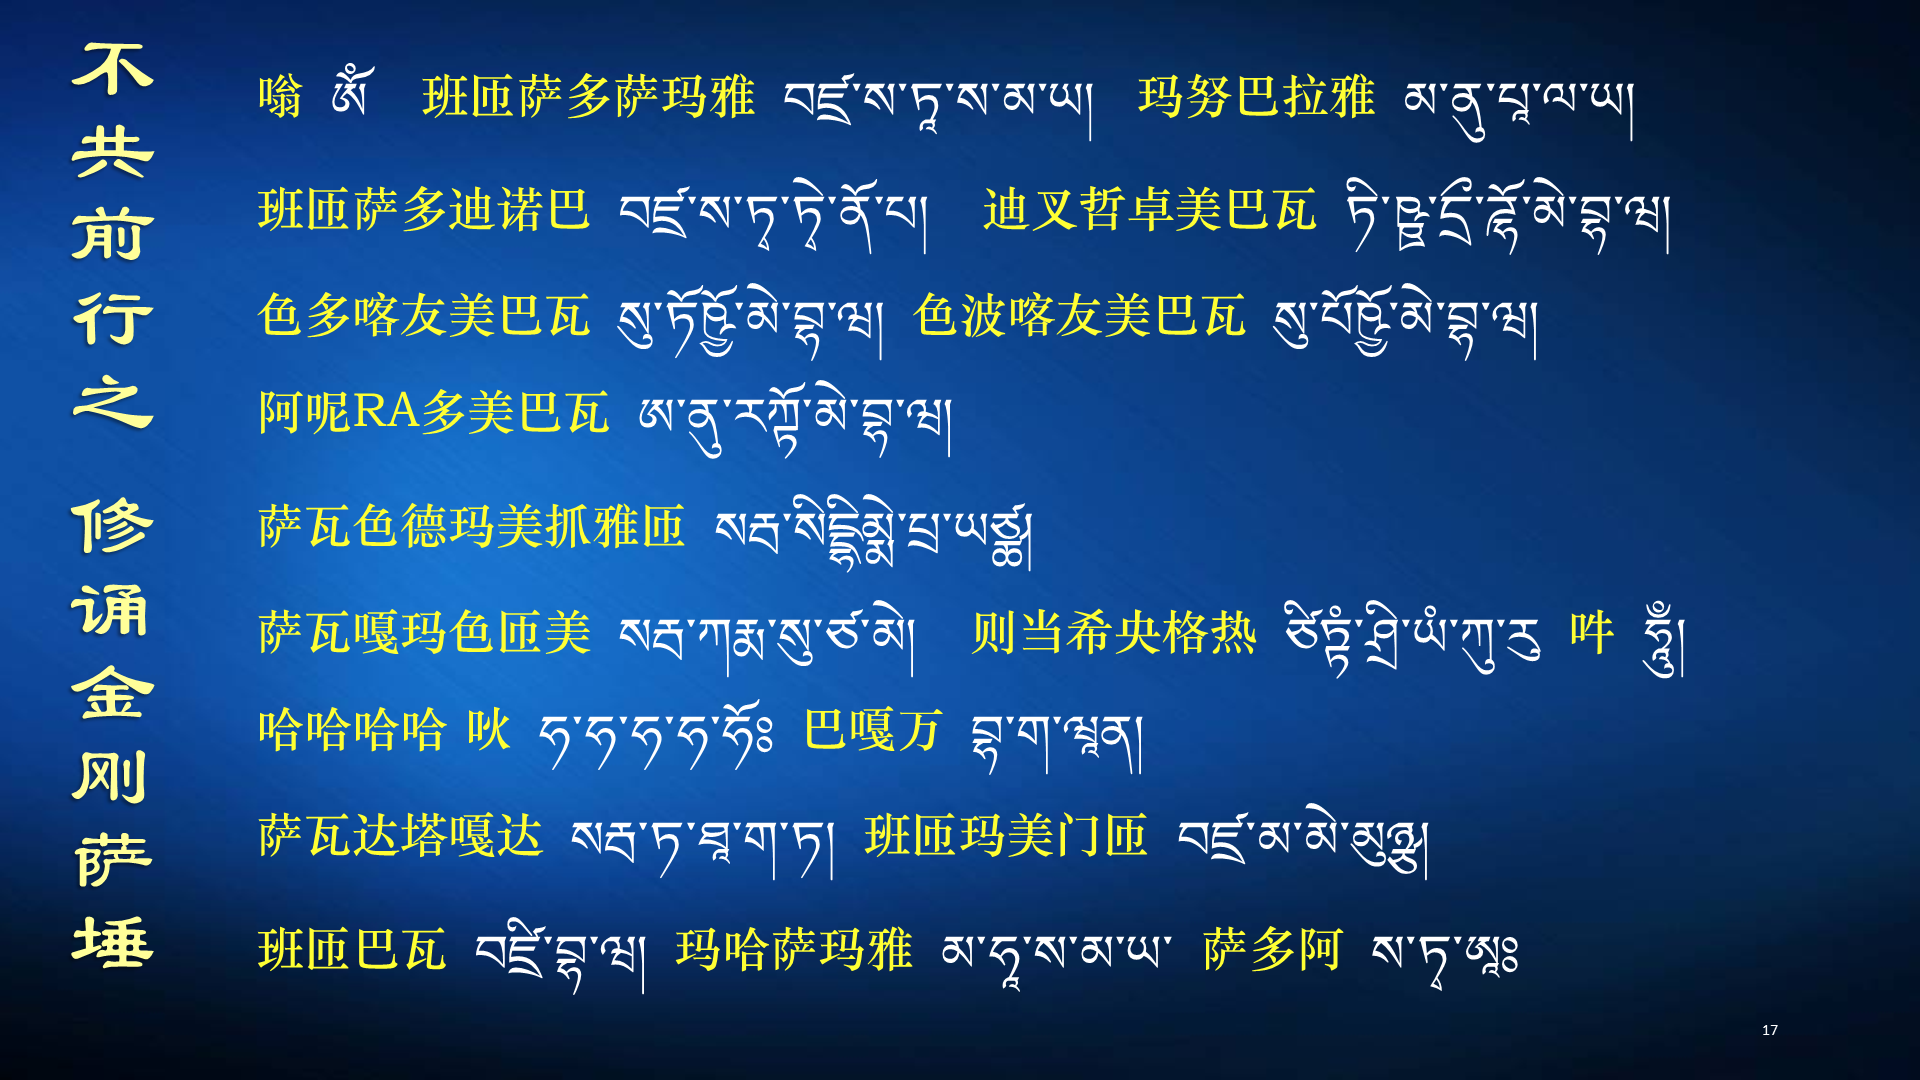 不共前行之 修诵金刚萨埵
嗡 ༀ 班匝萨多萨玛雅 བཛྲ་ས་ཏྭ་ས་མ་ཡ། 玛努巴拉雅 མ་ནུ་པཱ་ལ་ཡ།
班匝萨多迪诺巴 བཛྲ་ས་ཏྭ་ཏྭེ་ནོ་པ། 迪叉哲卓美巴瓦 ཏི་ཥྛ་དྲྀ་ཌྷོ་མེ་བྷ་ཝ།
色多喀友美巴瓦 སུ་ཏོཥྱོ་མེ་བྷ་ཝ། 色波喀友美巴瓦 སུ་པོཥྱོ་མེ་བྷ་ཝ།
阿呢RA多美巴瓦 ཨ་ནུ་རཀྟོ་མེ་བྷ་ཝ།
萨瓦色德玛美抓雅匝 སརྦ་སིདྡྷིམྨེ་པྲ་ཡཙྪ།
萨瓦嘎玛色匝美 སརྦ་ཀརྨ་སུ་ཙ་མེ། 则当希央格热 ཙིཏྟཾ་ཤྲི་ཡཾ་ཀུ་རུ 吽 ཧཱུྃ།
哈哈哈哈 吙 ཧ་ཧ་ཧ་ཧ་ཧོཿ 巴嘎万 བྷ་ག་ཝཱན།
萨瓦达塔嘎达 སརྦ་ཏ་ཐཱ་ག་ཏ། 班匝玛美门匝 བཛྲ་མ་མེ་མུཉྩ།
班匝巴瓦 བཛྲི་བྷ་ཝ། 玛哈萨玛雅 མ་ཧཱ་ས་མ་ཡ་ 萨多阿 ས་ཏྭ་ཨཱཿ
17